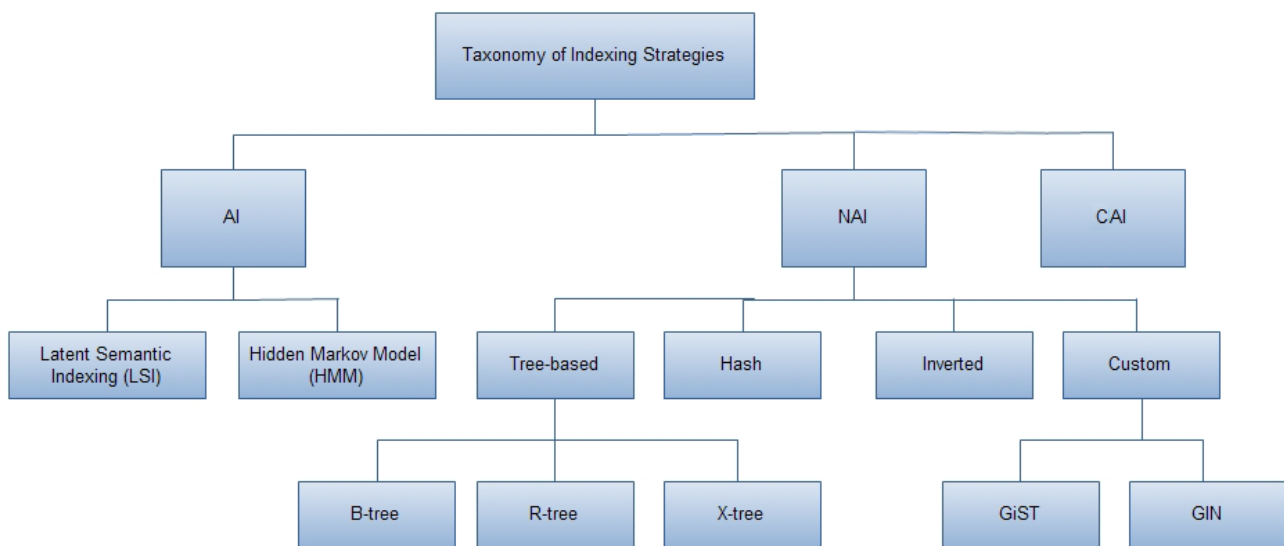 Taxonomy of Indexing Strategies
AI
NAI
CAI
Latent Semantic
Indexing (LSI)
Hidden Markov Model
(HMM)
Tree-based
Hash
Inverted
Custom
B-tree
R-tree
X-tree
GiST
GIN